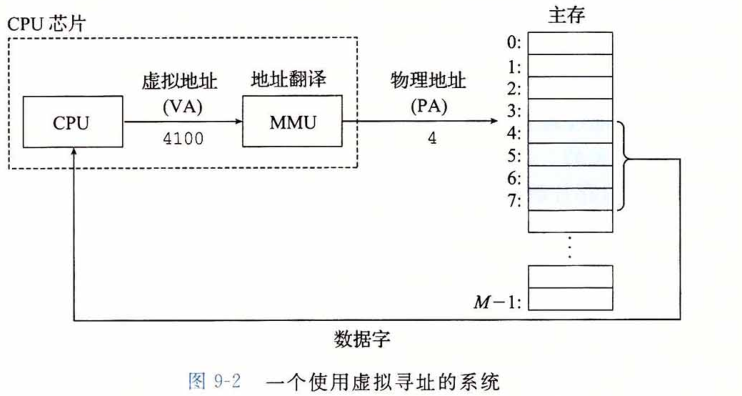 CPU 芯片
虚拟地址
(VA)
4100
地址翻译
物理地址
(PA)
4
CPU
MMU
主存
0:
1:
2:
3:
4:
5:
6:
7:
M−1:
数据字
图 9-2 一个使用虚拟寻址的系统